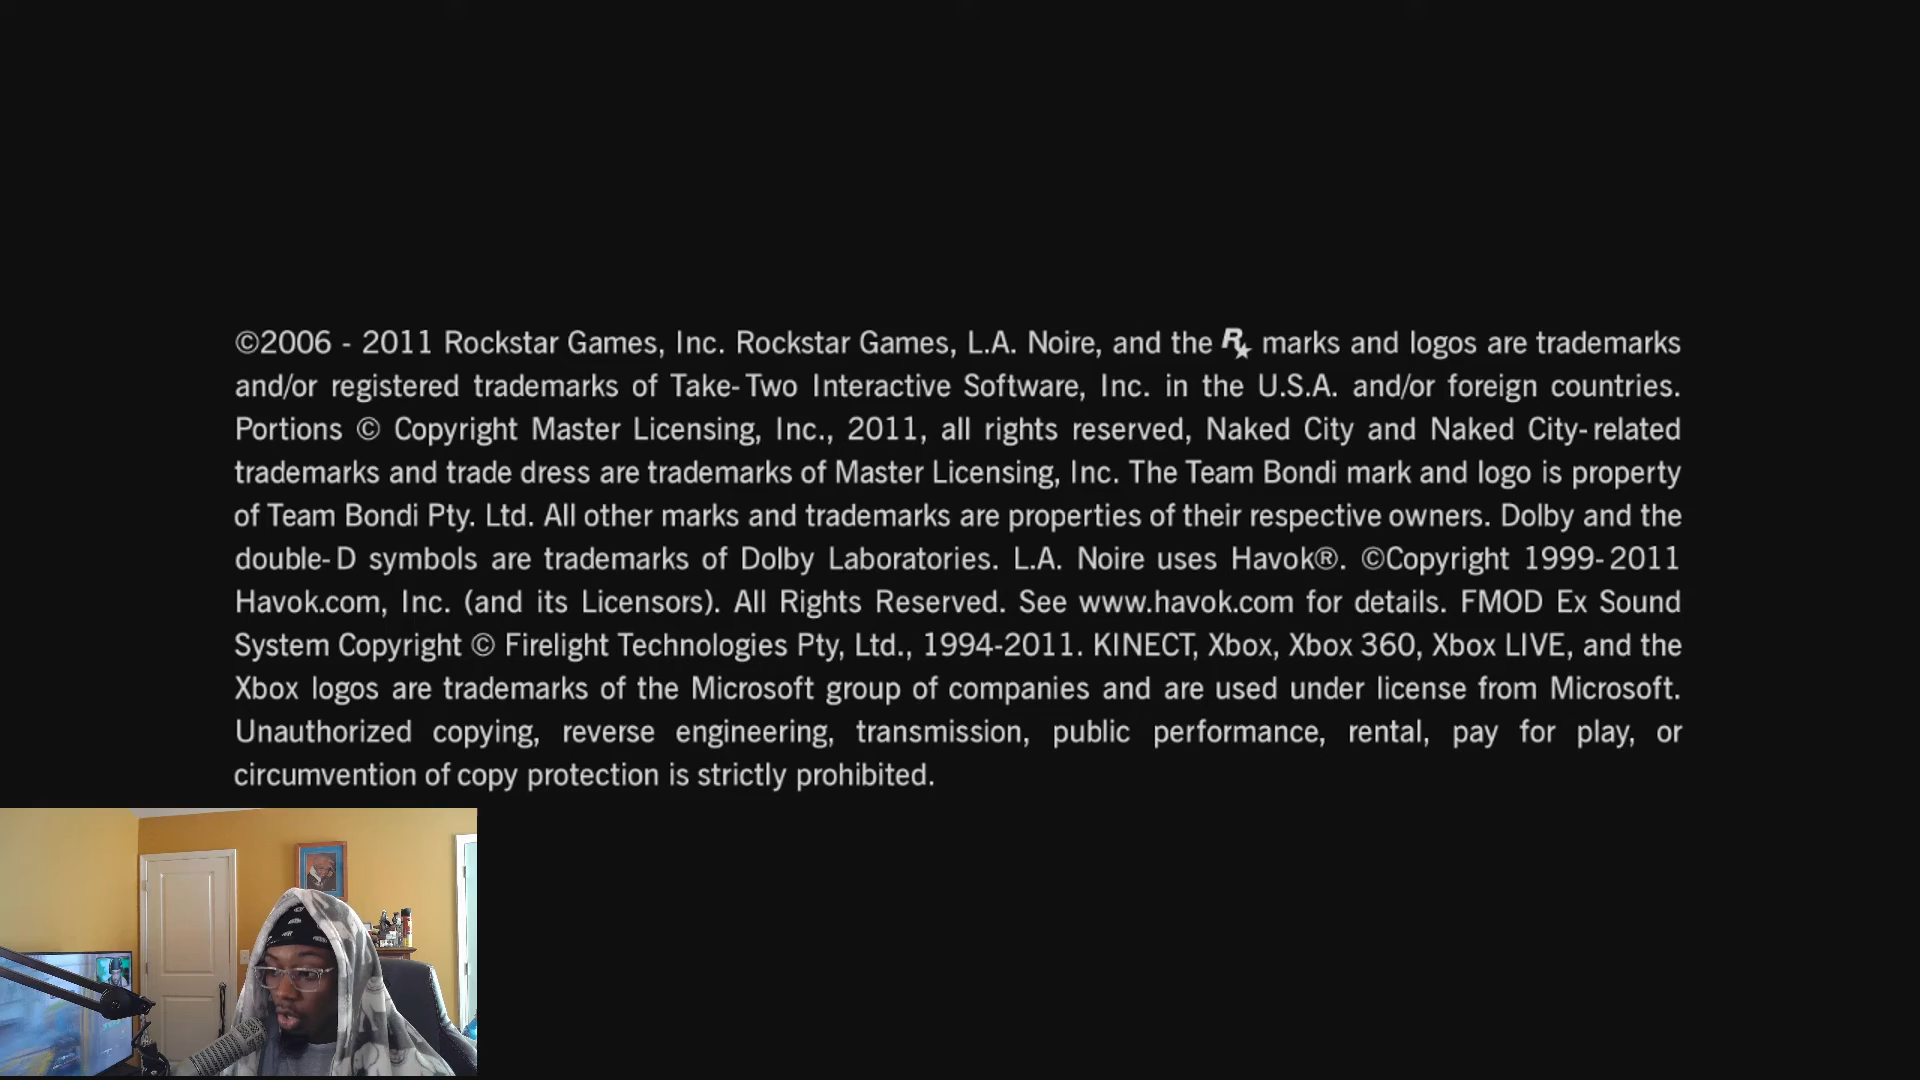 ©2006 - 2011 Rockstar Games, Inc. Rockstar Games, L.A. Noire, and the R★ marks and logos are trademarks
and/or registered trademarks of Take-Two Interactive Software, Inc. in the U.S.A. and/or foreign countries.
Portions © Copyright Master Licensing, Inc., 2011, all rights reserved, Naked City and Naked City-related
trademarks and trade dress are trademarks of Master Licensing, Inc. The Team Bondi mark and logo is property
of Team Bondi Pty. Ltd. All other marks and trademarks are properties of their respective owners. Dolby and the
double-D symbols are trademarks of Dolby Laboratories. L.A. Noire uses Havok®. ©Copyright 1999-2011
Havok.com, Inc. (and its Licensors). All Rights Reserved. See www.havok.com for details. FMOD Ex Sound
System Copyright © Firelight Technologies Pty, Ltd., 1994-2011. KINECT, Xbox, Xbox 360, Xbox LIVE, and the
Xbox logos are trademarks of the Microsoft group of companies and are used under license from Microsoft.
Unauthorized copying, reverse engineering, transmission, public performance, rental, pay for play, or
circumvention of copy protection is strictly prohibited.